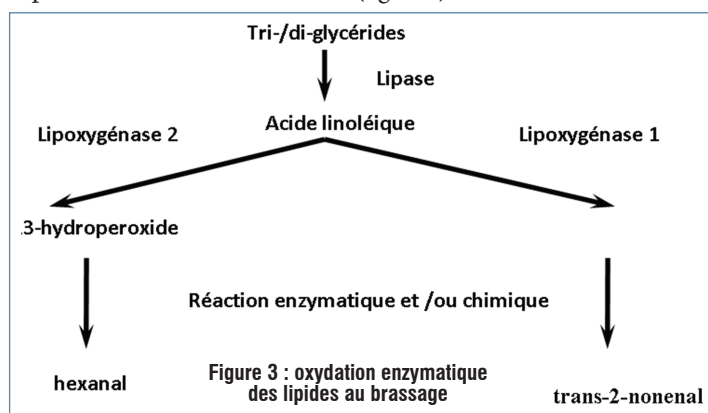 Tri-/di-glycérides
Lipase
Acide linoléique
Lipoxygénase 2
Lipoxygénase 1
.3-hydroperoxide
Réaction enzymatique et /ou chimique
hexanal
Figure 3 : oxydation enzymatique
des lipides au brassage
trans-2-nonenal